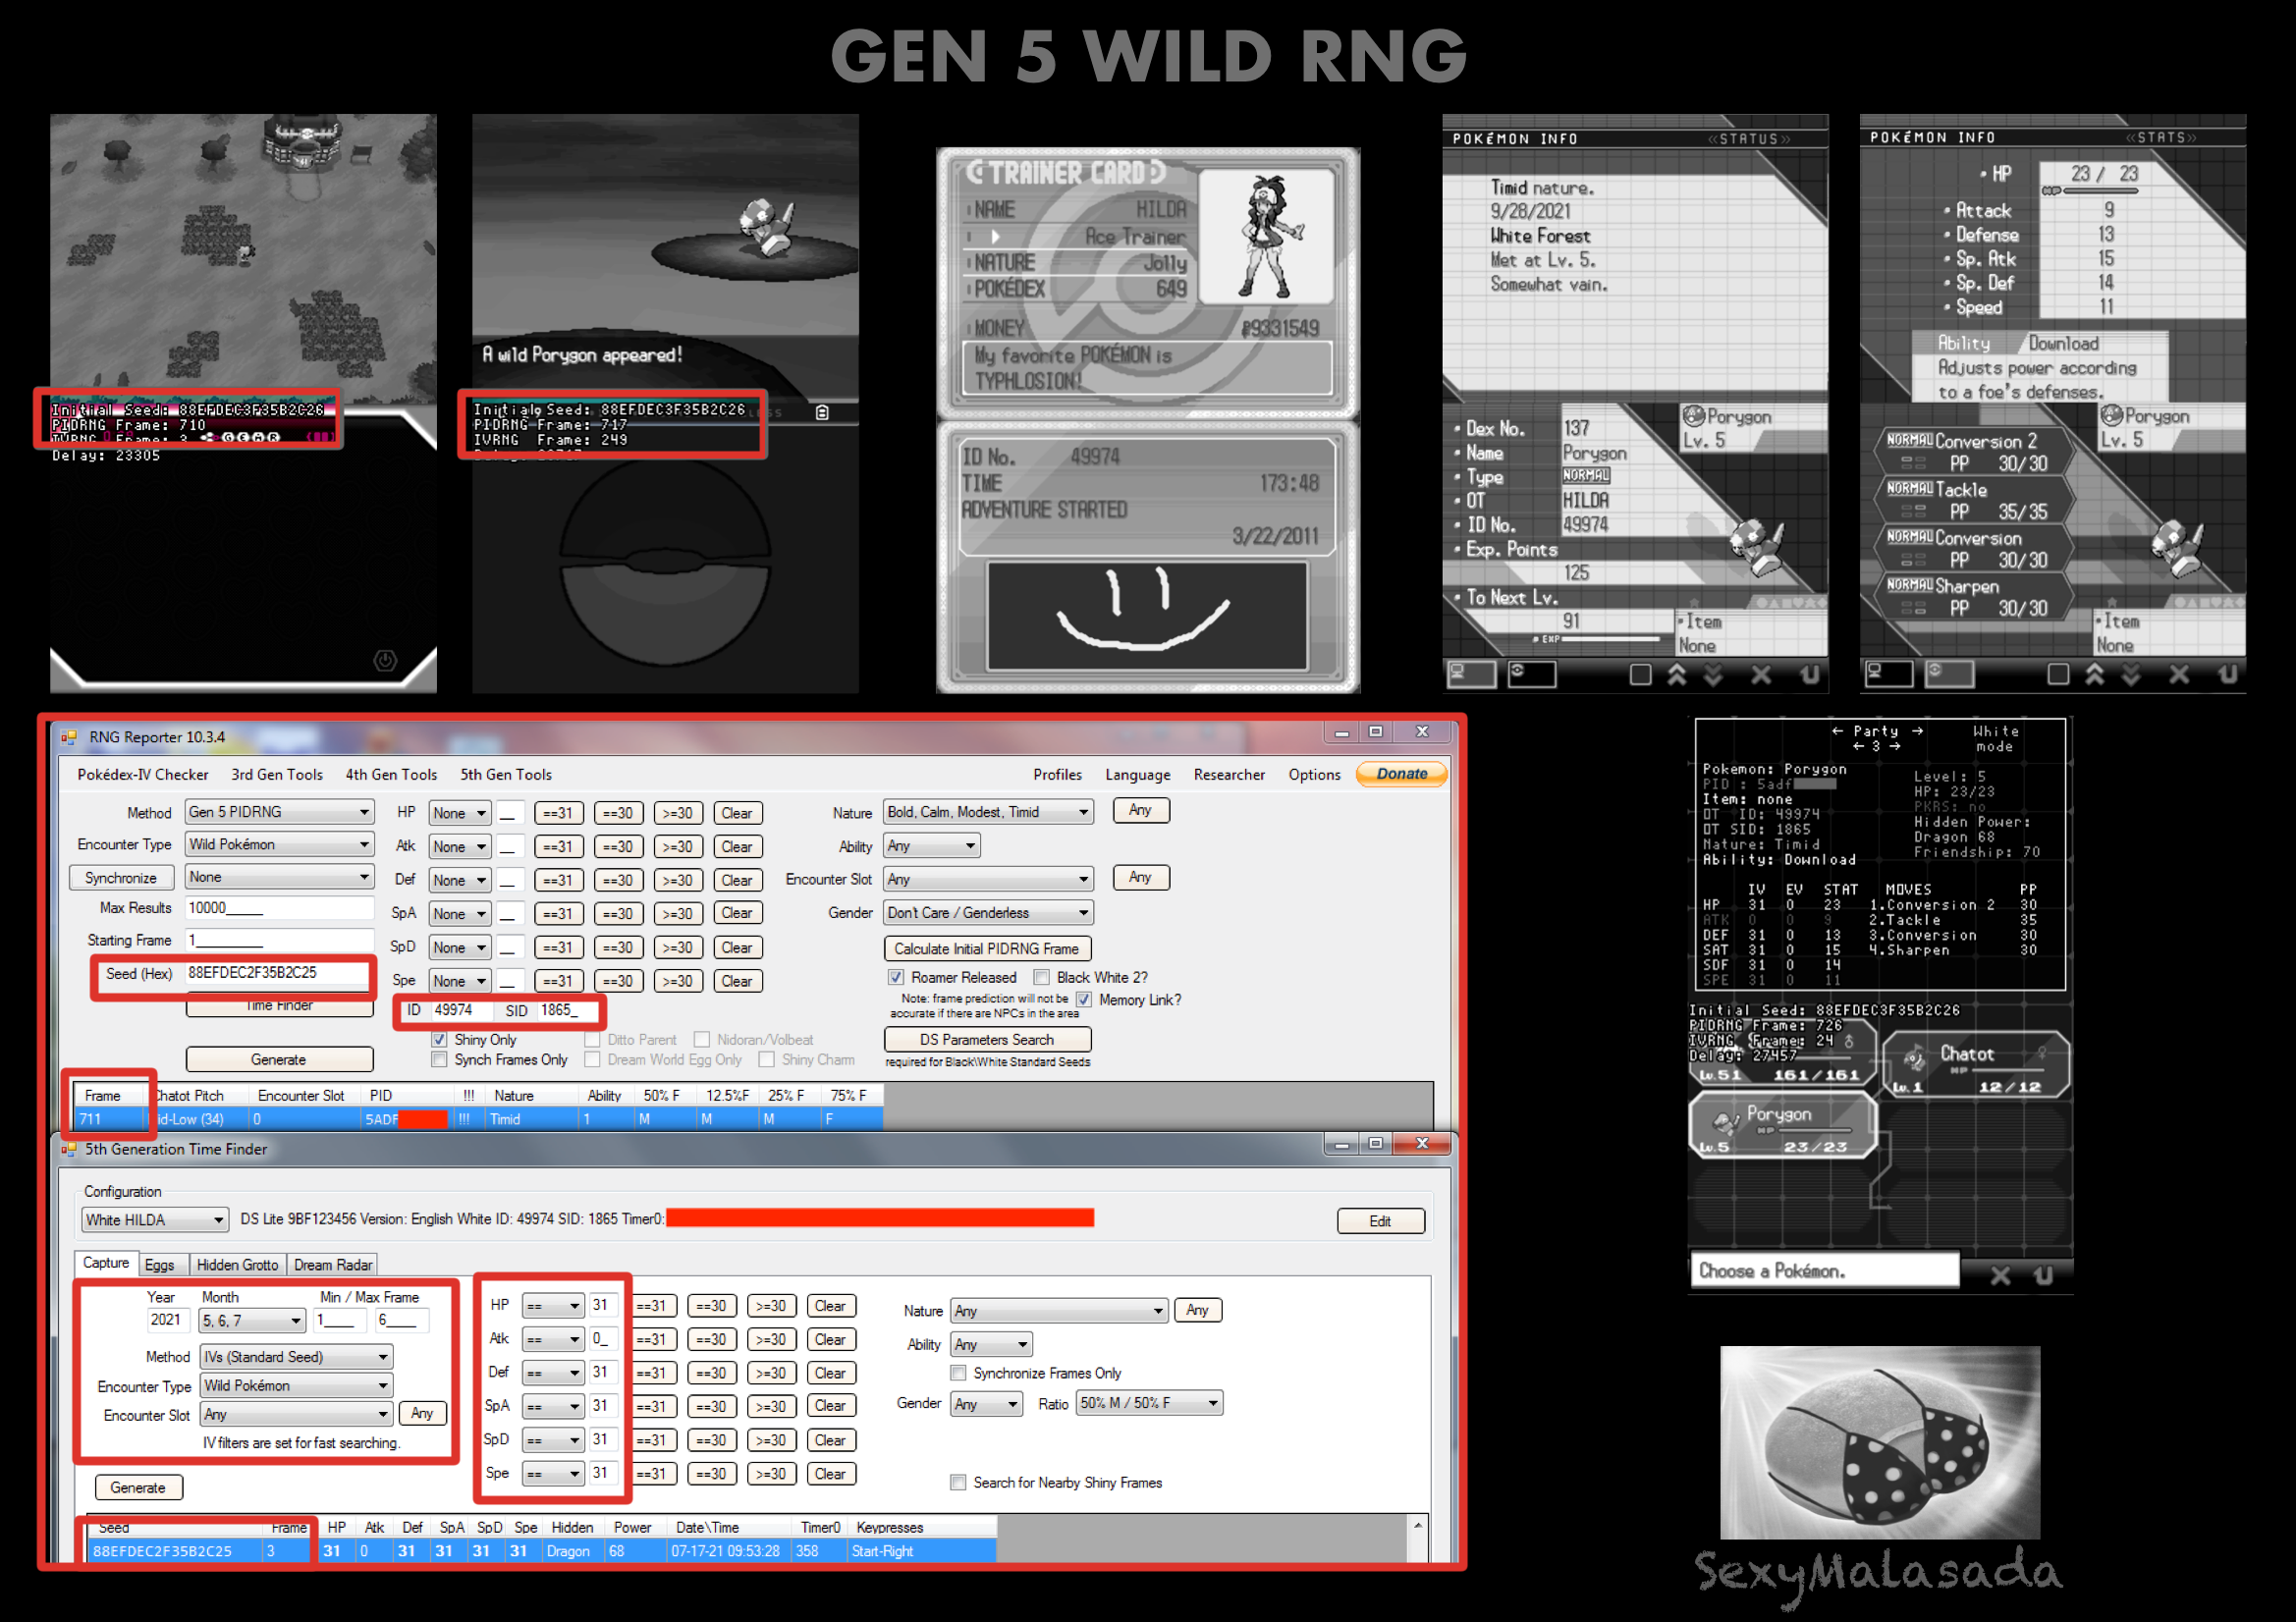 GEN 5 WILD RNG
Initial Seed: 88EFDEC3F35B2C26
PIDRNG Frame: 710
IVRNG Frame: 3
C-GEAR
Delay: 23305
A wild Porygon appeared!
Initial Seed: 88EFDEC3F35B2C26
PIDRNG Frame: 717
IVRNG Frame: 249
TRAINER CARD
NAME HILDA
Ace Trainer
NATURE Jolly
POKéDEX 649
MONEY 9331549
My favorite POKéMON is
TYPHLOSION!
ID No. 49974
TIME 173:48
ADVENTURE STARTED
3/22/2011
POKéMON INFO «STATUS»
Timid nature.
9/28/2021
White Forest
Met at Lv. 5.
Somewhat vain.
Porygon
Lv. 5
Dex No. 137
Name Porygon
Type NORMAL
OT HILDA
ID No. 49974
Exp. Points
125
To Next Lv.
91
EXP
Item
None
POKéMON INFO «STATS»
HP 23/ 23
HP
Attack 9
Defense 13
Sp. Atk 15
Sp. Def 14
Speed 11
Ability Download
Adjusts power according
to a foe's defenses.
Porygon
Lv. 5
NORMAL Conversion 2
PP 30/30
NORMAL Tackle
PP 35/35
NORMAL Conversion
PP 30/30
NORMAL Sharpen
PP 30/30
Item
None
RNG Reporter 10.3.4
Pokédex-IV Checker 3rd Gen Tools 4th Gen Tools 5th Gen Tools Profiles Language Researcher Options Donate
Method Gen 5 PIDRNG HP None ==31 ==30 >=30 Clear Nature Bold, Calm, Modest, Timid Any
Encounter Type Wild Pokémon Atk None ==31 ==30 >=30 Clear Ability Any
Synchronize None Def None ==31 ==30 >=30 Clear Encounter Slot Any Any
Max Results 10000 SpA None ==31 ==30 >=30 Clear Gender Don't Care / Genderless
Starting Frame 1 SpD None ==31 ==30 >=30 Clear Calculate Initial PIDRNG Frame
Seed (Hex) 88EFDEC2F35B2C25 Spe None ==31 ==30 >=30 Clear Roamer Released Black White 2?
Note: frame prediction will not be Memory Link?
accurate if there are NPCs in the area
Time Finder ID 49974 SID 1865_
Shiny Only Ditto Parent Nidoran/Volbeat DS Parameters Search
Generate Synch Frames Only Dream World Egg Only Shiny Charm required for Black\White Standard Seeds
Frame Chatot Pitch Encounter Slot PID !!! Nature Ability 50% F 12.5%F 25% F 75% F
711 id-Low (34) 0 5ADF !!! Timid 1 M M M F
5th Generation Time Finder
Configuration
White HILDA DS Lite 9BF123456 Version: English White ID: 49974 SID: 1865 Timer0: Edit
Capture Eggs Hidden Grotto Dream Radar
Year Month Min / Max Frame
2021 5, 6, 7 1 6
HP == 31 ==31 ==30 >=30 Clear Nature Any Any
Atk == 0_ ==31 ==30 >=30 Clear Ability Any
Method IVs (Standard Seed) Def == 31 ==31 ==30 >=30 Clear Synchronize Frames Only
Encounter Type Wild Pokémon SpA == 31 ==31 ==30 >=30 Clear Gender Any Ratio 50% M / 50% F
Encounter Slot Any Any
IV filters are set for fast searching.
SpD == 31 ==31 ==30 >=30 Clear
Spe == 31 ==31 ==30 >=30 Clear Search for Nearby Shiny Frames
Generate
Seed Frame HP Atk Def SpA SpD Spe Hidden Power Date\Time Timer0 Keypresses
88EFDEC2F35B2C25 3 31 0 31 31 31 31 Dragon 68 07-17-21 09:53:28 358 Start-Right
← Party → White
← 3 → mode
Pokemon: Porygon
PID : 5adf
Item: none
OT ID: 49974
OT SID: 1865
Nature: Timid
Ability: Download
Level: 5
HP: 23/23
PKRS: no
Hidden Power:
Dragon 68
Friendship: 70
IV EV STAT MOVES PP
HP 31 0 23 1.Conversion 2 30
ATK 0 0 9 2.Tackle 35
DEF 31 0 13 3.Conversion 30
SAT 31 0 15 4.Sharpen 30
SDF 31 0 14
SPE 31 0 11
Initial Seed: 88EFDEC3F35B2C26
PIDRNG Frame: 726
IVRNG Frame: 24
Delay: 27457
Lv.51 161/161
Chatot
HP
Lv.1 12/12
Porygon
HP
Lv.5 23/23
Choose a Pokémon.
SexyMalasada